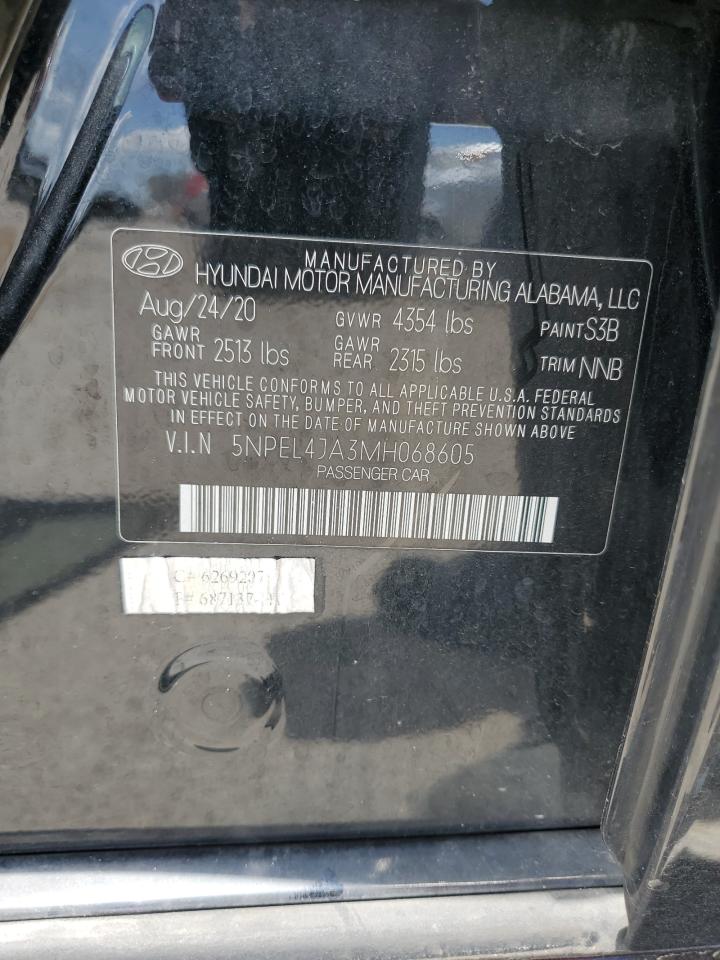 MANUFACTURED BY
HYUNDAI MOTOR MANUFACTURING ALABAMA, LLC
Aug/24/20 GVWR 4354 lbs PAINT S3B
GAWR FRONT 2513 lbs GAWR REAR 2315 lbs TRIM NNB
THIS VEHICLE CONFORMS TO ALL APPLICABLE U.S.A. FEDERAL
MOTOR VEHICLE SAFETY, BUMPER, AND THEFT PREVENTION STANDARDS
IN EFFECT ON THE DATE OF MANUFACTURE SHOWN ABOVE
V.I.N 5NPEL4JA3MH068605
PASSENGER CAR
C# 6269207